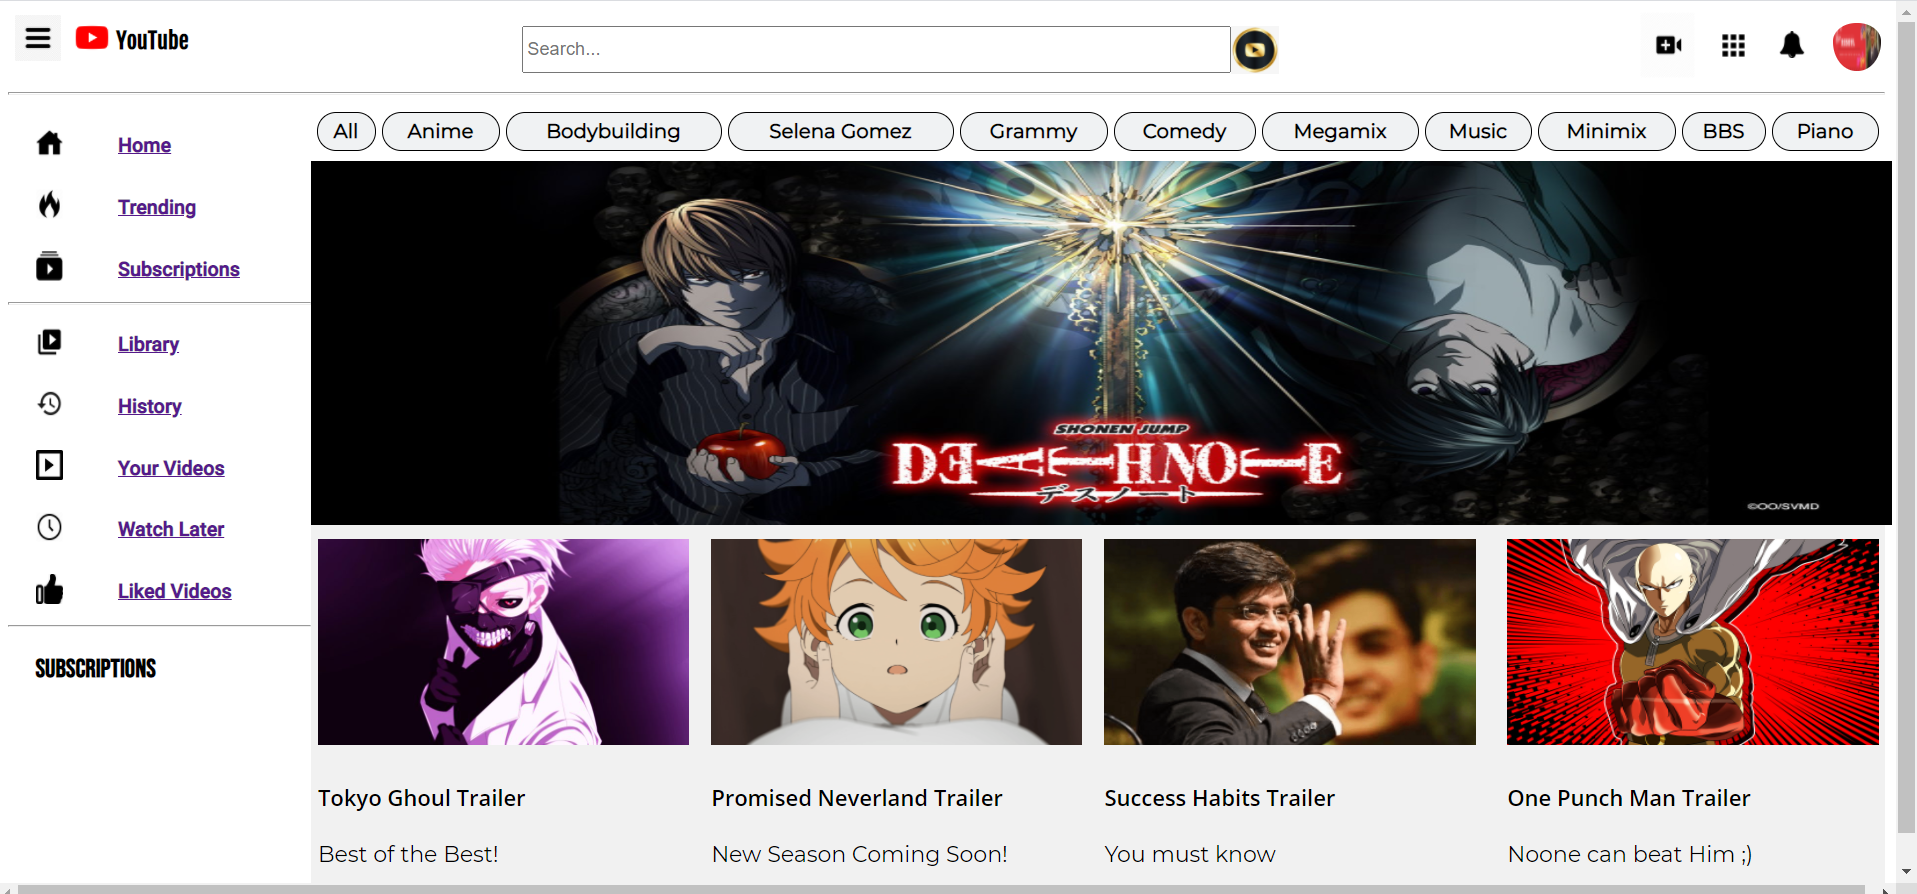 YouTube
Search...
All Anime Bodybuilding Selena Gomez Grammy Comedy Megamix Music Minimix BBS Piano
Home
Trending
Subscriptions
Library
History
Your Videos
Watch Later
Liked Videos
SUBSCRIPTIONS
SHONEN JUMP
DEATH NOTE
デスノート
©OO/SVMD
Tokyo Ghoul Trailer
Best of the Best!
Promised Neverland Trailer
New Season Coming Soon!
Success Habits Trailer
You must know
One Punch Man Trailer
Noone can beat Him ;)